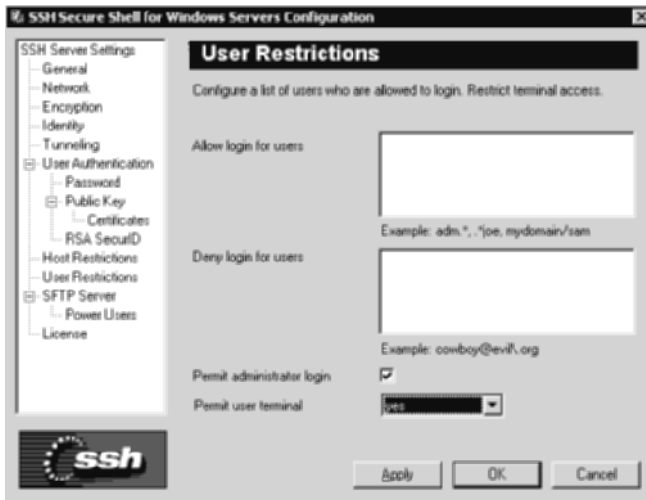 SSH Secure Shell for Windows Servers Configuration
SSH Server Settings
General
Network
Encryption
Identity
Tunneling
User Authentication
Password
Public Key
Certificates
RSA SecurID
Host Restrictions
User Restrictions
SFTP Server
Power Users
License
ssh
User Restrictions
Configure a list of users who are allowed to login. Restrict terminal access.
Allow login for users
Example: adm.*, .*joe, mydomain/sam
Deny login for users
Example: cowboy@evil\.org
Permit administrator login
Permit user terminal
yes
Apply
OK
Cancel